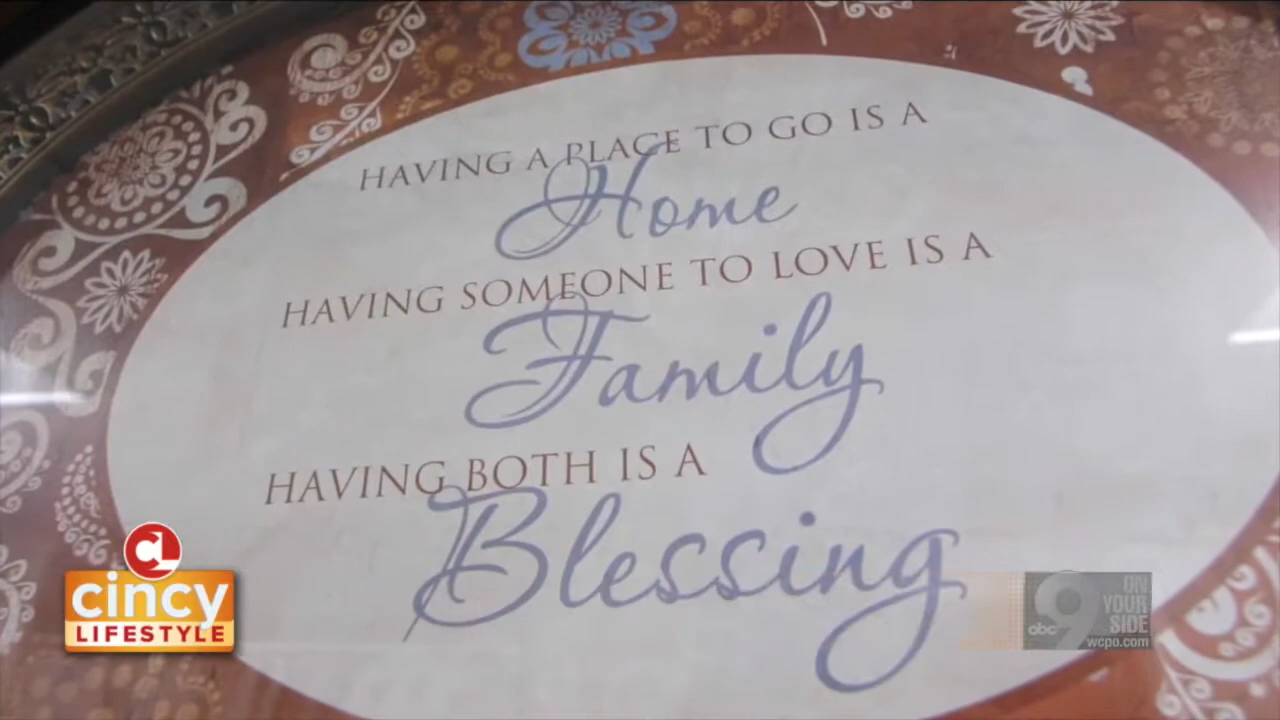 HAVING A PLACE TO GO IS A
Home
HAVING SOMEONE TO LOVE IS A
Family
HAVING BOTH IS A
Blessing
CL
cincy
LIFESTYLE
abc 9
ON
YOUR
SIDE
wcpo.com